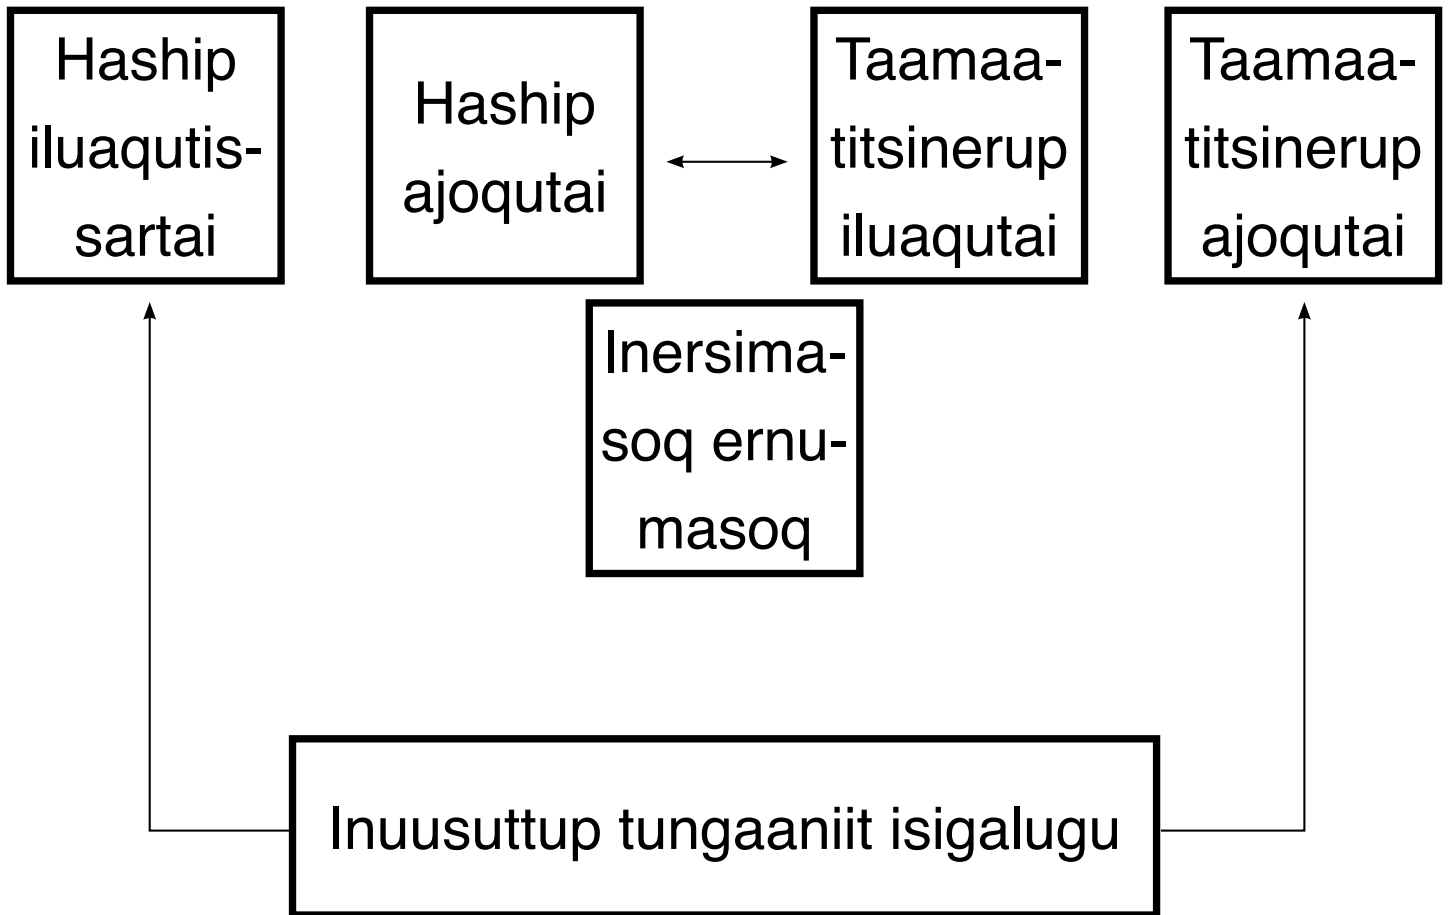 Haship
iluaqutis-
sartai
Haship
ajoqutai
Taamaa-
titsinerup
iluaqutai
Taamaa-
titsinerup
ajoqutai
Inersima-
soq ernu-
masoq
Inuusuttup tungaaniit isigalugu